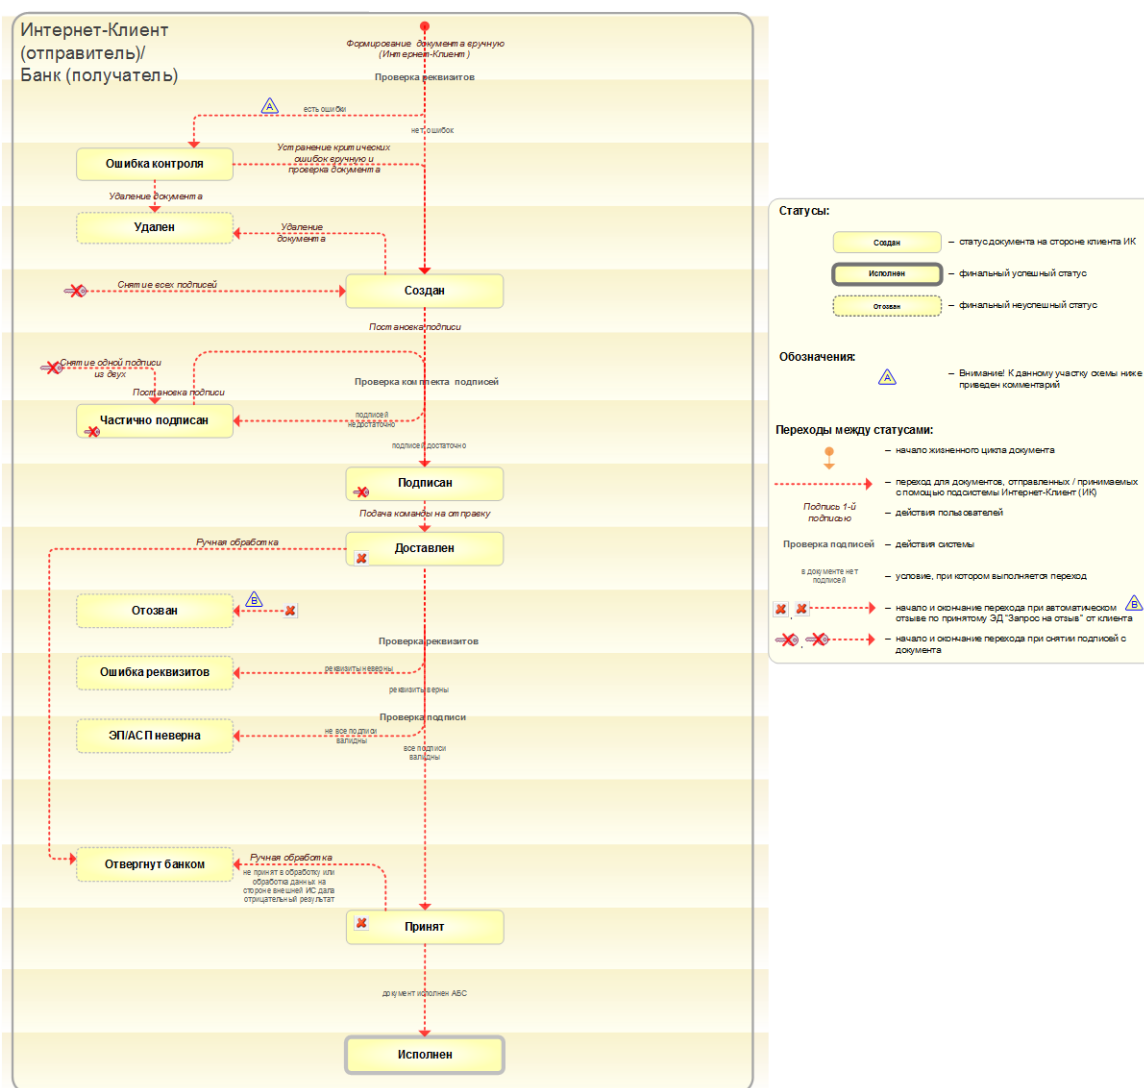 Интернет-Клиент
(отправитель)/
Банк (получатель)
Формирование документа вручную
(Интернет-Клиент)
Проверка реквизитов
A
есть ошибки
нет ошибок
Ошибка контроля
Устранение критических
ошибок вручную и
проверка документа
Удаление документа
Удален
Удаление
документа
Снятие всех подписей
Создан
Постановка подписи
Снятие одной подписи
из двух
Проверка комплекта подписей
Постановка подписи
Частично подписан
подписей
недостаточно
подписей достаточно
Подписан
Подача команды на отправку
Ручная обработка
Доставлен
Отозван
B
Проверка реквизитов
Ошибка реквизитов
реквизиты неверны
реквизиты верны
Проверка подписи
ЭП/АСП неверна
не все подписи
валидны
все подписи
валидны
Отвергнут банком
Ручная обработка
не принят в обработку или
обработка данных на
стороне внешней ИС дала
отрицательный результат
Принят
документ исполнен АБС
Исполнен
Статусы:
Создан
– статус документа на стороне клиента ИК
Исполнен
– финальный успешный статус
Отозван
– финальный неуспешный статус
Обозначения:
A
– Внимание! К данному участку схемы ниже
приведен комментарий
Переходы между статусами:
– начало жизненного цикла документа
– переход для документов, отправленных / принимаемых
с помощью подсистемы Интернет-Клиент (ИК)
Подпись 1-й
подписью
– действия пользователей
Проверка подписей
– действия системы
в документе нет
подписей
– условие, при котором выполняется переход
– начало и окончание перехода при автоматическом
отзыве по принятому ЭД "Запрос на отзыв" от клиента
B
– начало и окончание перехода при снятии подписей с
документа